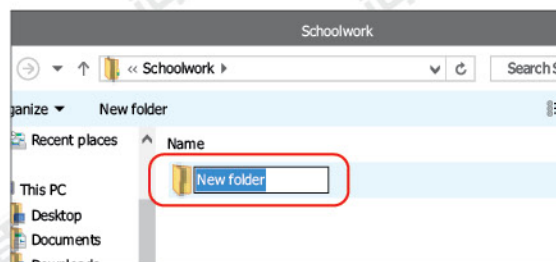 Schoolwork
« Schoolwork
Search S
ganize New folder
Recent places
Name
New folder
This PC
Desktop
Documents